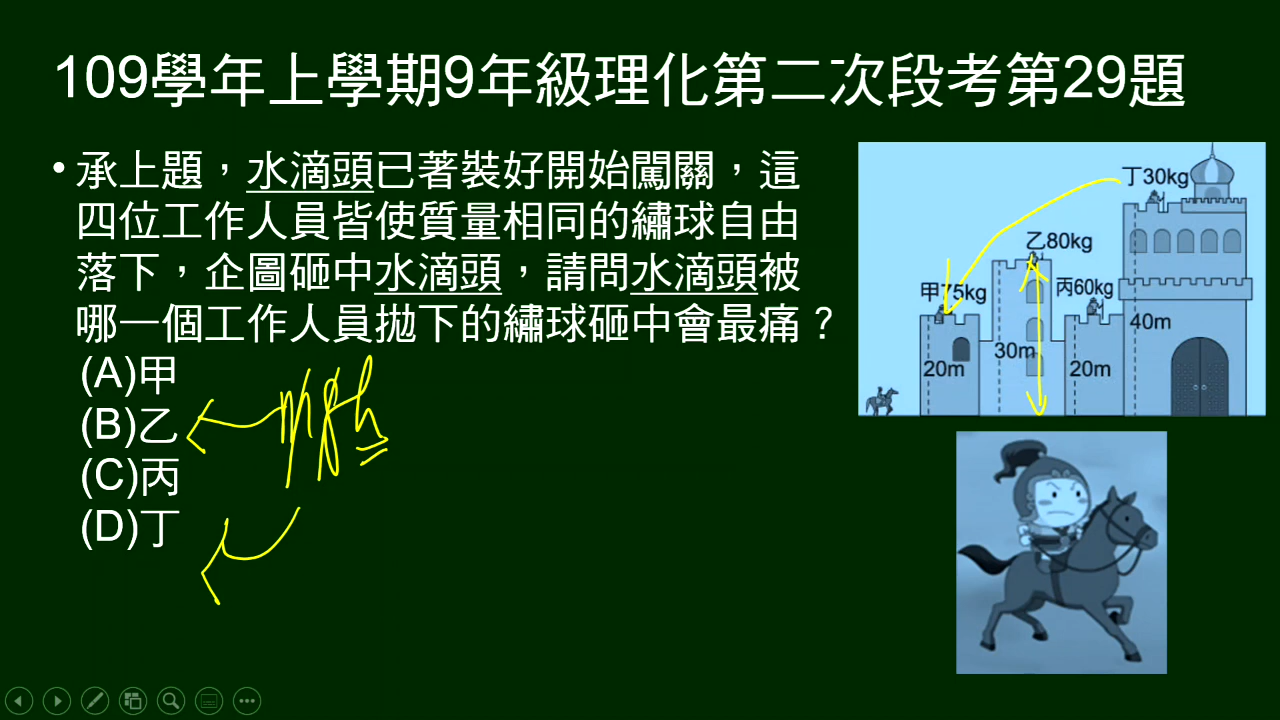 109學年上學期9年級理化第二次段考第29題
• 承上題，水滴頭已著裝好開始闖關，這
四位工作人員皆使質量相同的繡球自由
落下，企圖砸中水滴頭，請問水滴頭被
哪一個工作人員拋下的繡球砸中會最痛？
(A)甲
(B)乙
(C)丙
(D)丁
mgh
丁30kg
乙80kg
甲75kg
丙60kg
40m
30m
20m
20m